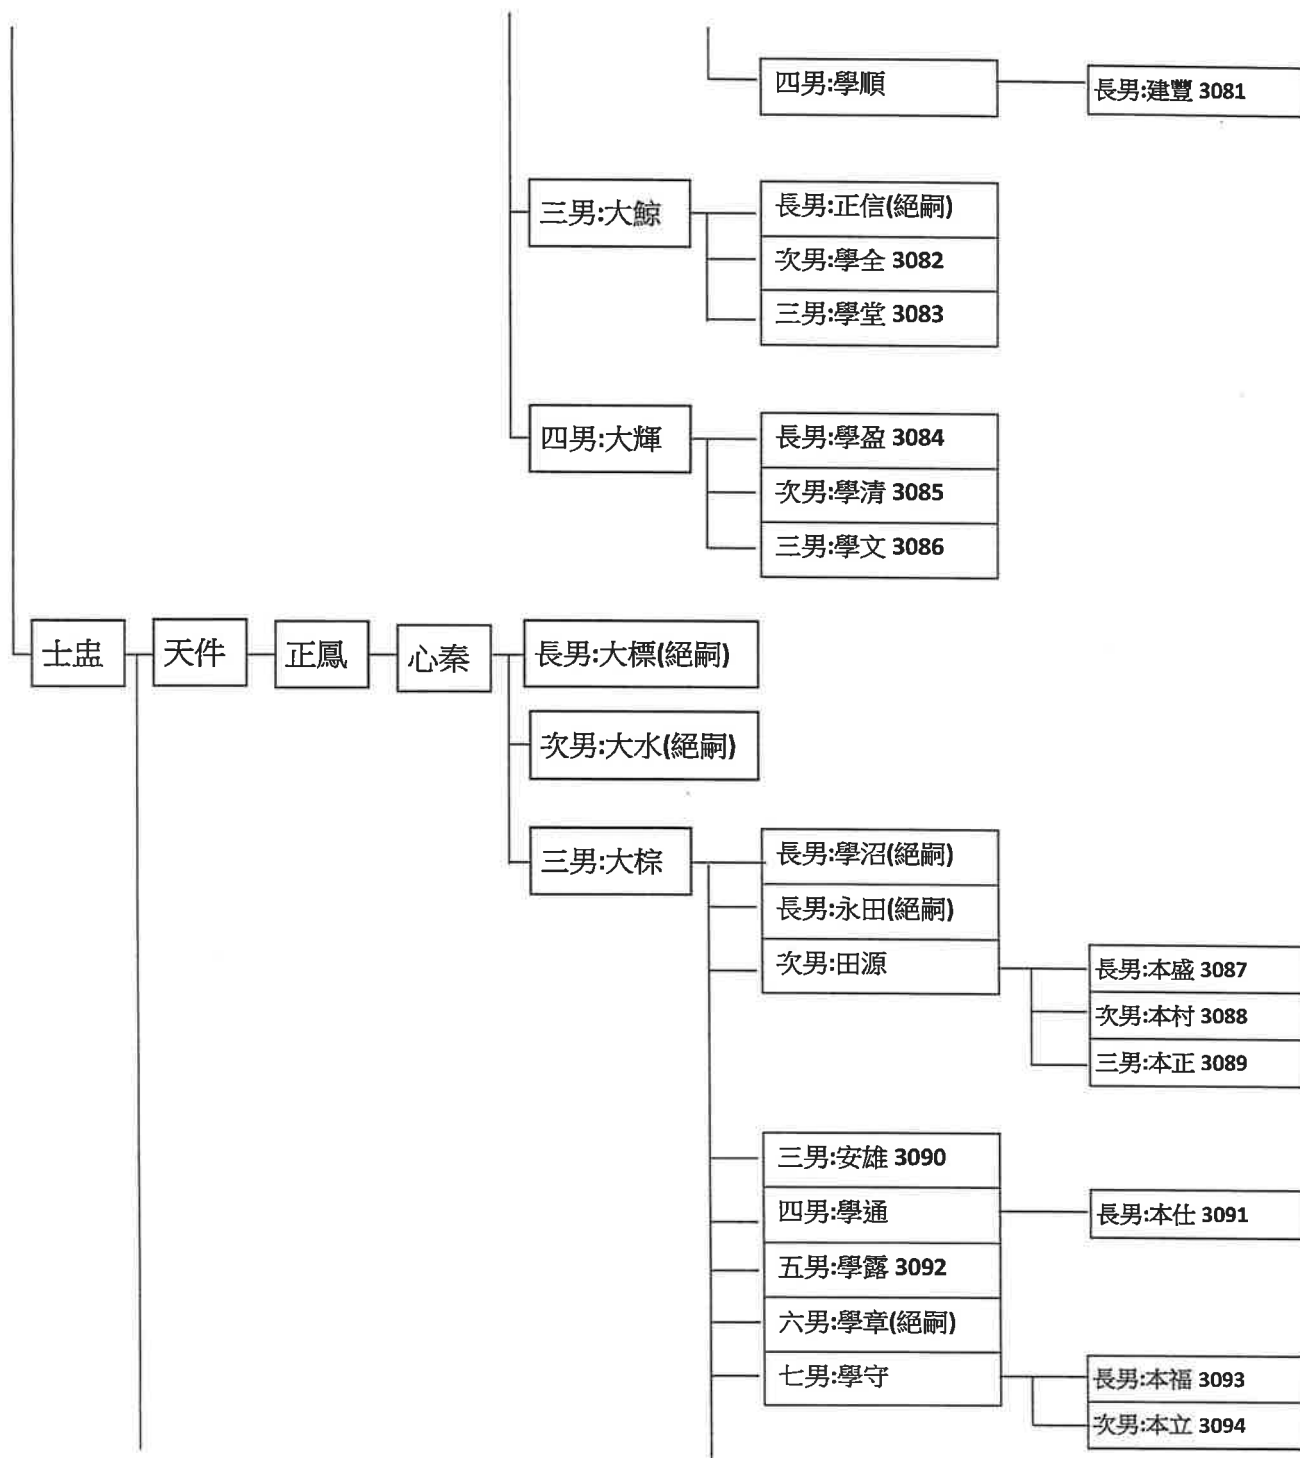 四男:學順
長男:建豐 3081
三男:大鯨
長男:正信(絕嗣)
次男:學全 3082
三男:學堂 3083
四男:大輝
長男:學盈 3084
次男:學清 3085
三男:學文 3086
士盅
天件
正鳳
心秦
長男:大標(絕嗣)
次男:大水(絕嗣)
三男:大棕
長男:學沼(絕嗣)
長男:永田(絕嗣)
次男:田源
長男:本盛 3087
次男:本村 3088
三男:本正 3089
三男:安雄 3090
四男:學通
長男:本仕 3091
五男:學露 3092
六男:學章(絕嗣)
七男:學守
長男:本福 3093
次男:本立 3094